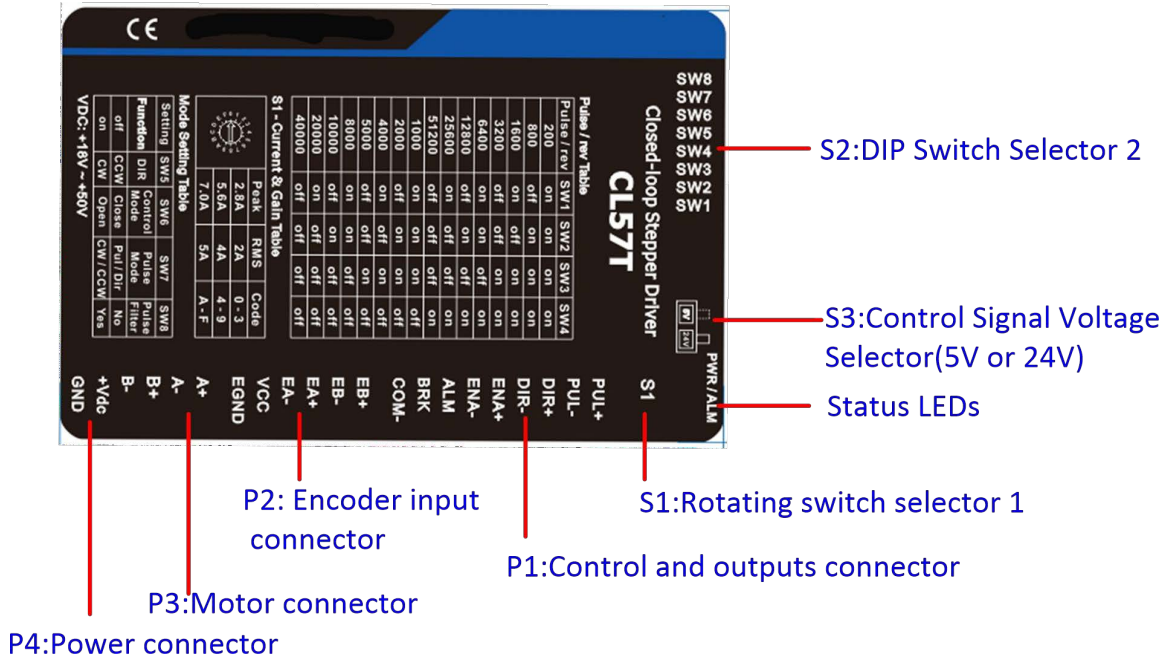 CE
SW8
SW7
SW6
SW5
SW4
SW3
SW2
SW1
Closed-loop Stepper Driver
CL57T
Pulse / rev Table
Pulse / rev SW1 SW2 SW3 SW4
200 on on on on
800 off on on on
1600 on off on on
3200 off off on on
6400 on on off on
12800 off on off on
25600 on off off on
51200 off off off on
1000 on on on off
2000 off on on off
4000 on off on off
5000 off off on off
8000 on on off off
10000 off on off off
20000 on off off off
40000 off off off off
S1 - Current & Gain Table
Peak RMS Code
2.8A 2A 0 - 3
5.6A 4A 4 - 9
7.0A 5A A - F
Mode Setting Table
Setting SW5 SW6 SW7 SW8
Function DIR Control Mode Pulse Mode Pulse Filter
off CCW Close Pul / Dir No
on CW Open CW / CCW Yes
VDC: +18V ~ +50V
24V
PWR / ALM
S1
PUL+
PUL-
DIR+
DIR-
ENA+
ENA-
ALM
BRK
COM-
EB+
EB-
EA+
EA-
VCC
EGND
A+
A-
B+
B-
+Vdc
GND
S2:DIP Switch Selector 2
S3:Control Signal Voltage
Selector(5V or 24V)
Status LEDs
S1:Rotating switch selector 1
P2: Encoder input
connector
P1:Control and outputs connector
P3:Motor connector
P4:Power connector